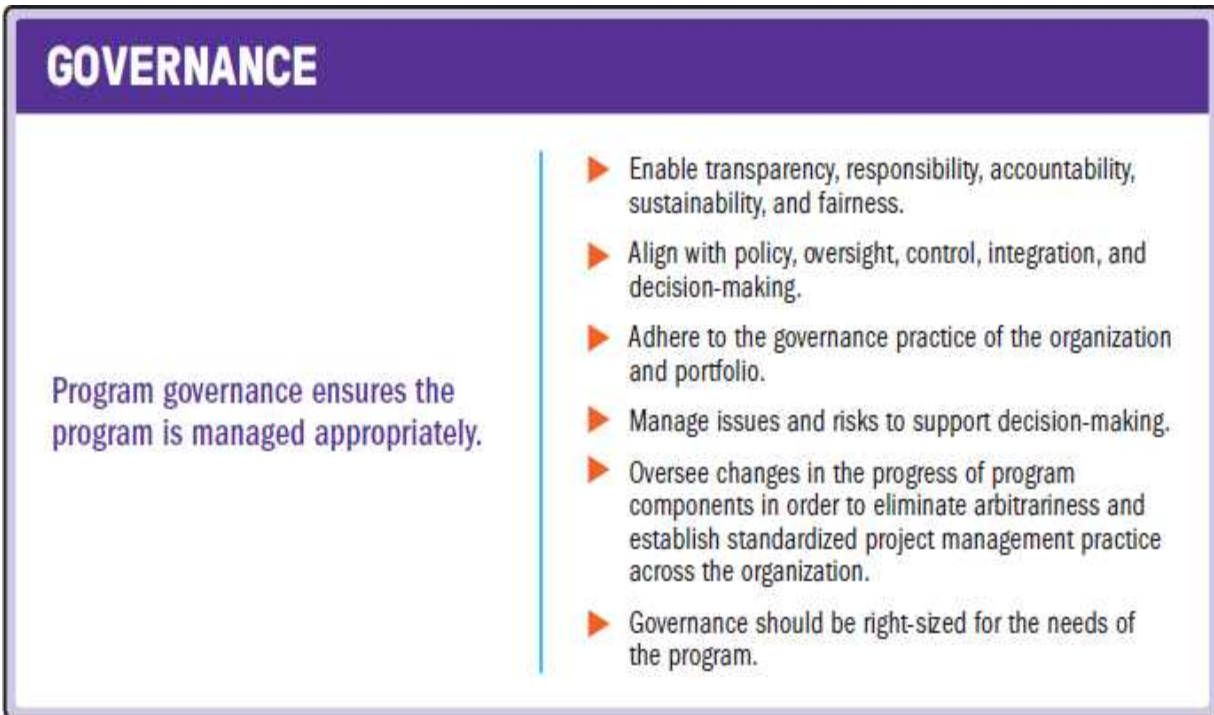 GOVERNANCE
Program governance ensures the
program is managed appropriately.
Enable transparency, responsibility, accountability,
sustainability, and fairness.
Align with policy, oversight, control, integration, and
decision-making.
Adhere to the governance practice of the organization
and portfolio.
Manage issues and risks to support decision-making.
Oversee changes in the progress of program
components in order to eliminate arbitrariness and
establish standardized project management practice
across the organization.
Governance should be right-sized for the needs of
the program.